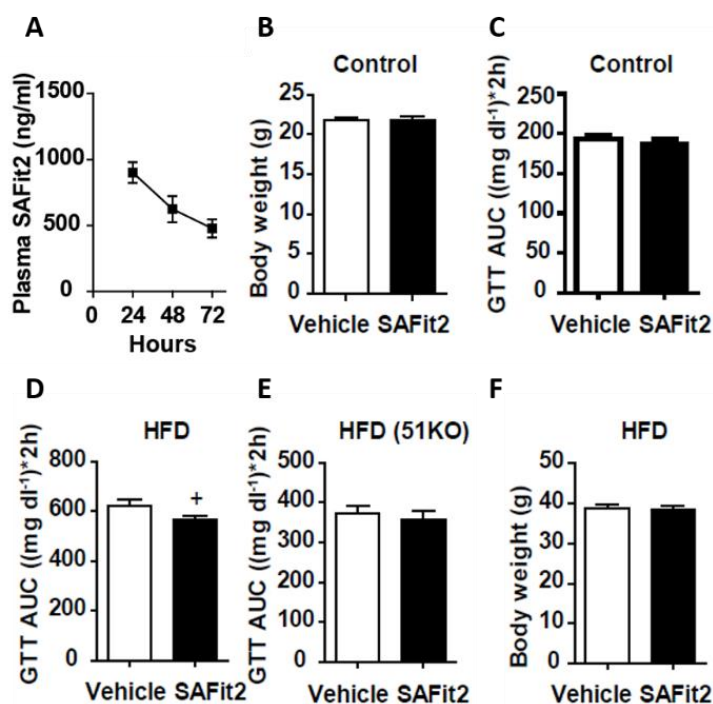 A
Plasma SAFit2 (ng/ml)
1500
1000
500
0
0 24 48 72
Hours
B
Control
Body weight (g)
25
20
15
10
5
0
Vehicle SAFit2
C
Control
GTT AUC ((mg dl⁻¹)*2h)
250
200
150
100
50
0
Vehicle SAFit2
D
HFD
GTT AUC ((mg dl⁻¹)*2h)
800
600
600
200
0
+
Vehicle SAFit2
E
HFD (51KO)
GTT AUC ((mg dl⁻¹)*2h)
500
400
300
200
100
0
Vehicle SAFit2
F
HFD
Body weight (g)
50
40
30
20
10
0
Vehicle SAFit2